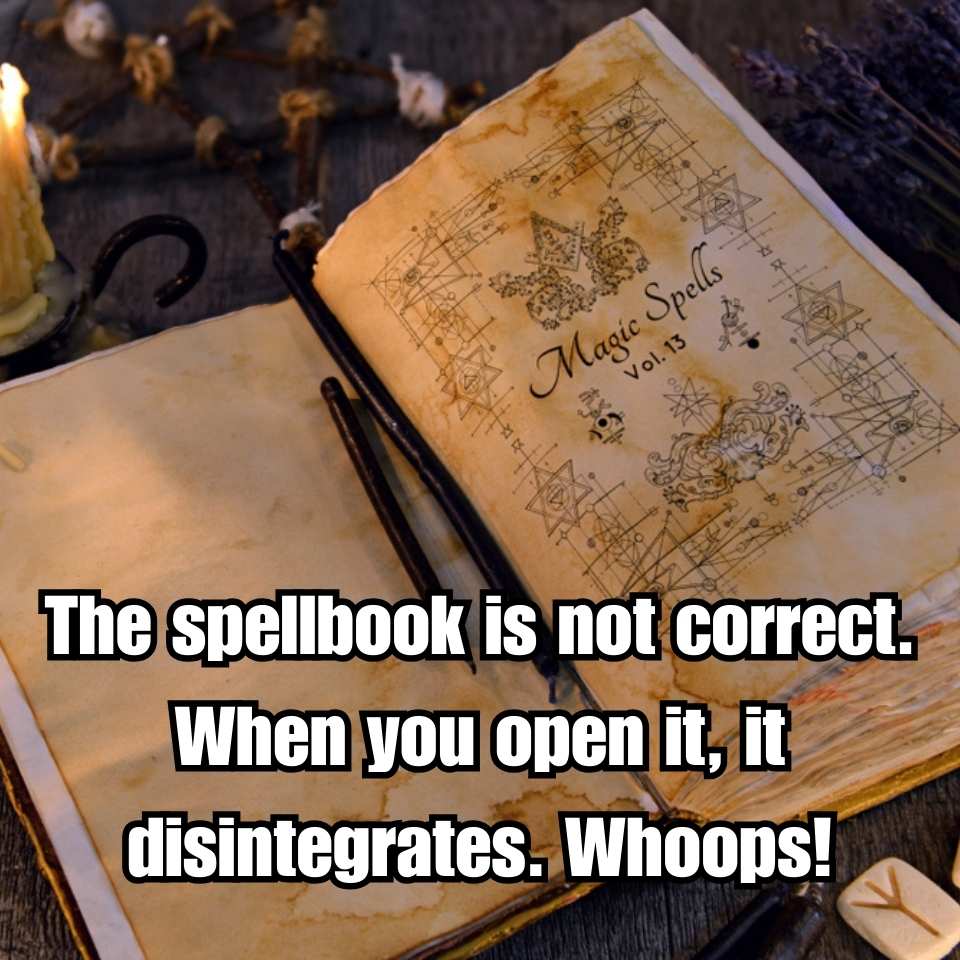 Magic Spells
Vol. 13
The spellbook is not correct.
When you open it, it
disintegrates. Whoops!